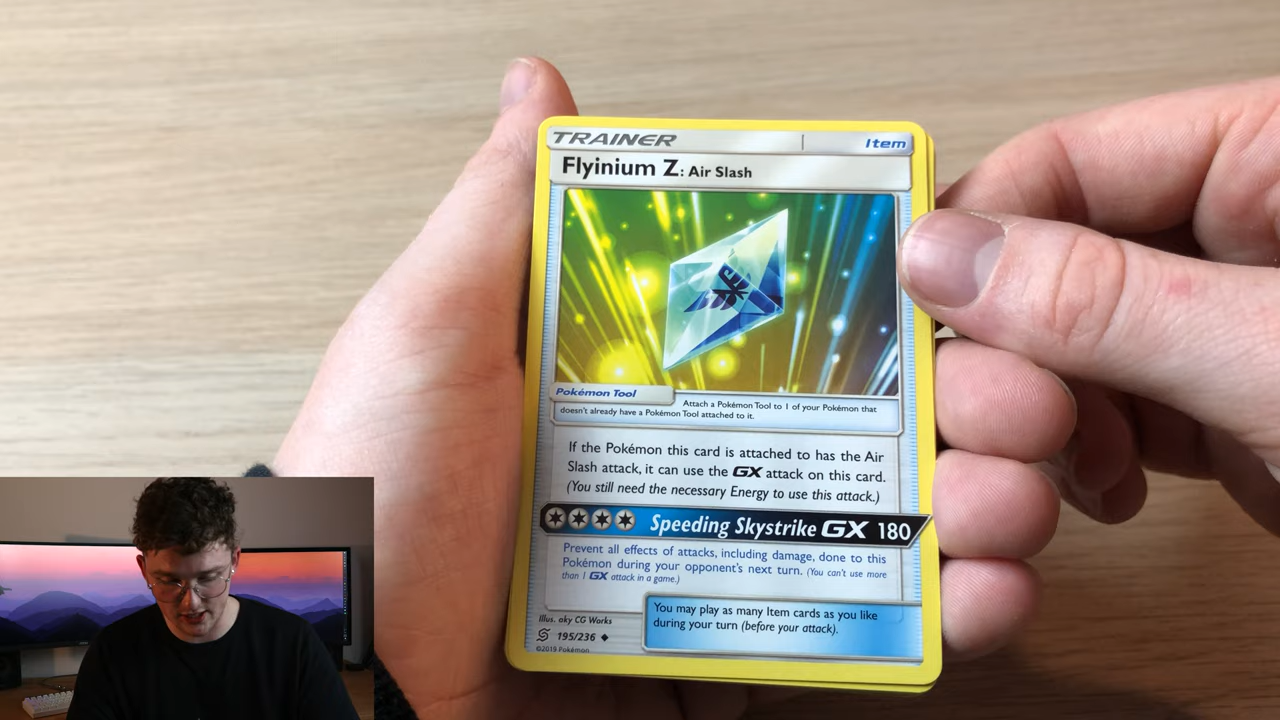 TRAINER
Item
Flyinium Z: Air Slash
Pokémon Tool
Attach a Pokémon Tool to 1 of your Pokémon that
doesn't already have a Pokémon Tool attached to it.
If the Pokémon this card is attached to has the Air
Slash attack, it can use the GX attack on this card.
(You still need the necessary Energy to use this attack.)
Speeding Skystrike GX 180
Prevent all effects of attacks, including damage, done to this
Pokémon during your opponent's next turn. (You can't use more
than 1 GX attack in a game.)
You may play as many Item cards as you like
during your turn (before your attack).
Illus. aky CG Works
195/236
©2019 Pokémon